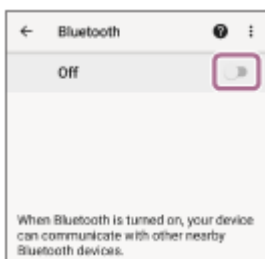 Bluetooth
Off
When Bluetooth is turned on, your device
can communicate with other nearby
Bluetooth devices.